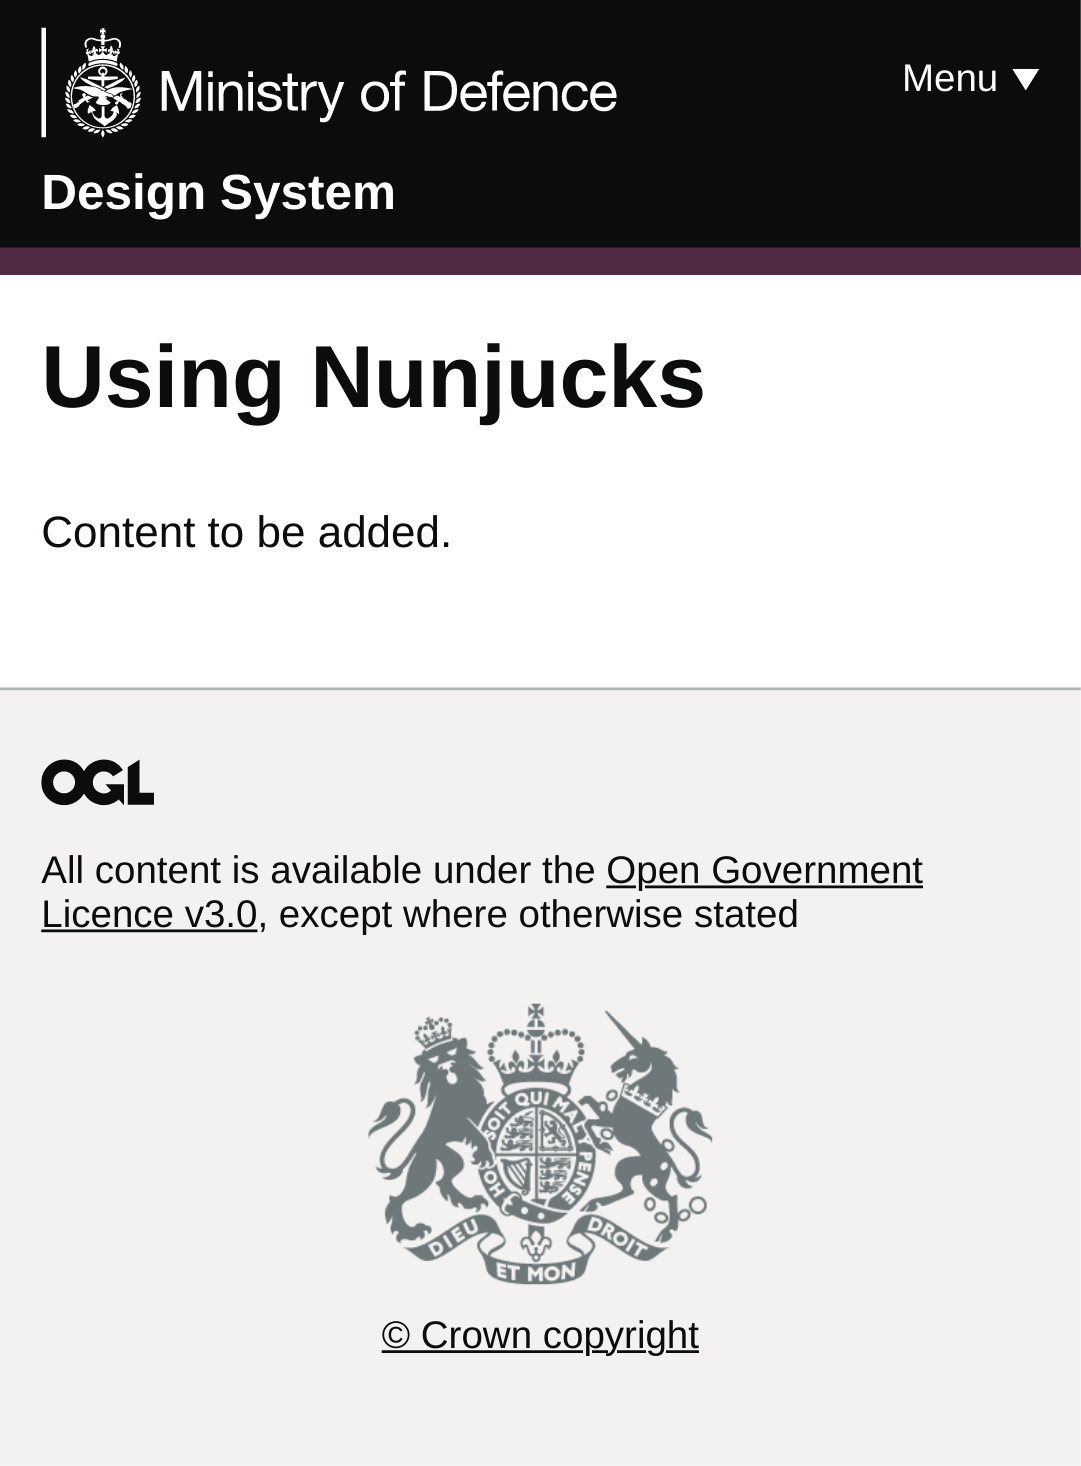 Ministry of Defence
Menu ▼
Design System
Using Nunjucks
Content to be added.
OGL
All content is available under the Open Government
Licence v3.0, except where otherwise stated
SOIT QUI MAL Y PENSE HO
DIEU ET MON DROIT
© Crown copyright